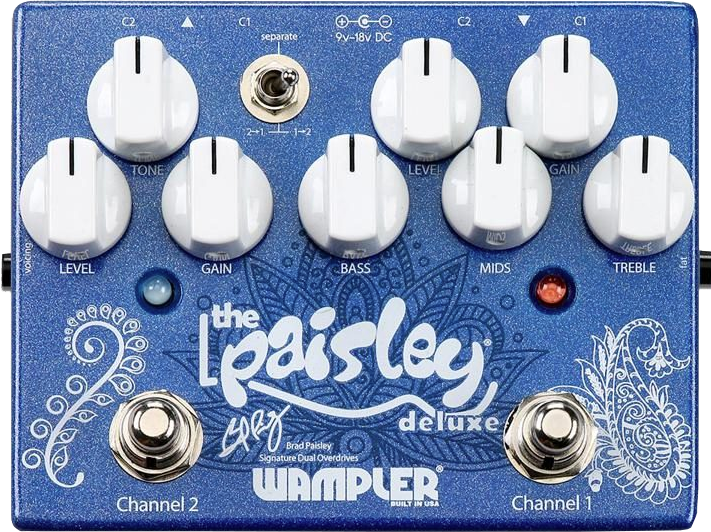 C2 ▲ C1
separate
9v–18v DC
C2 ▼ C1
2→1 1→2
TONE
LEVEL
GAIN
voicing
LEVEL
GAIN
BASS
MIDS
TREBLE
fat
the
paisley®
deluxe
Brad Paisley
Signature Dual Overdrives
WAMPLER®
BUILT IN USA
Channel 2
Channel 1